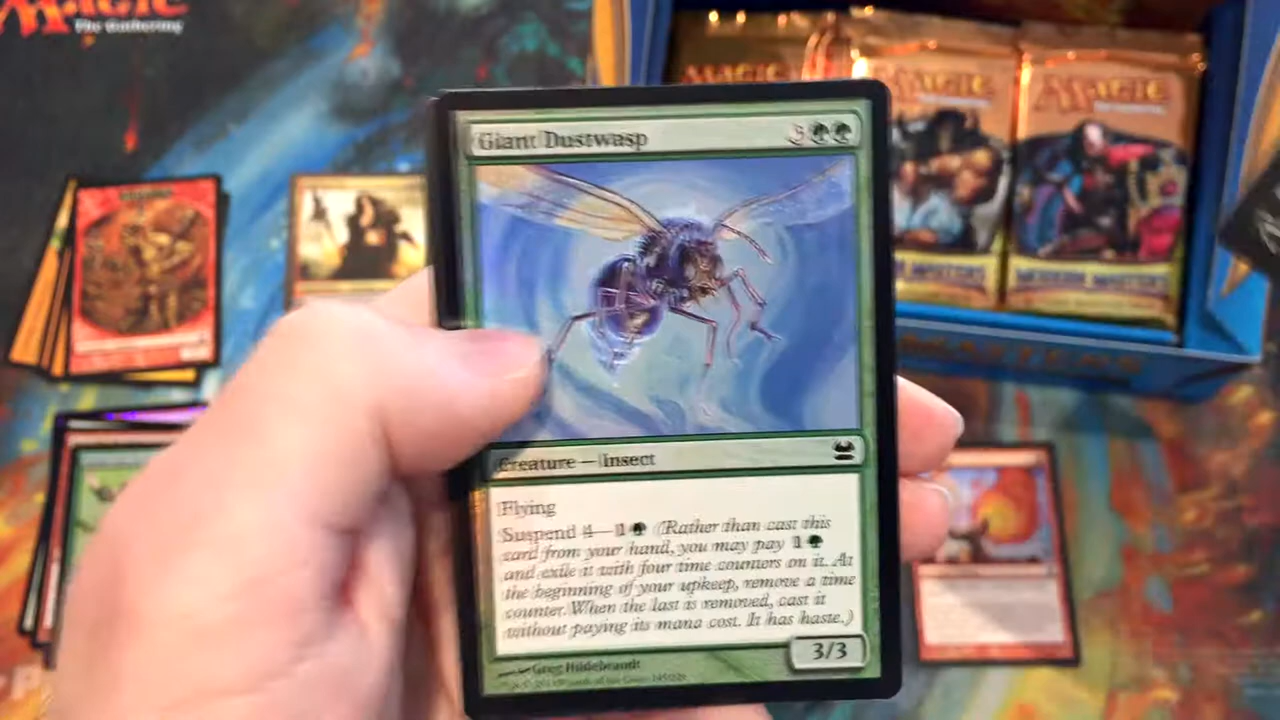 MAGIC
The Gathering
MAGIC
MAGIC
MAGIC
MODERN MASTERS
Giant Dustwasp
3
Creature — Insect
Flying
Suspend 4—1 (Rather than cast this
card from your hand, you may pay 1
and exile it with four time counters on it. At
the beginning of your upkeep, remove a time
counter. When the last is removed, cast it
without paying its mana cost. It has haste.)
3/3
Greg Hildebrandt